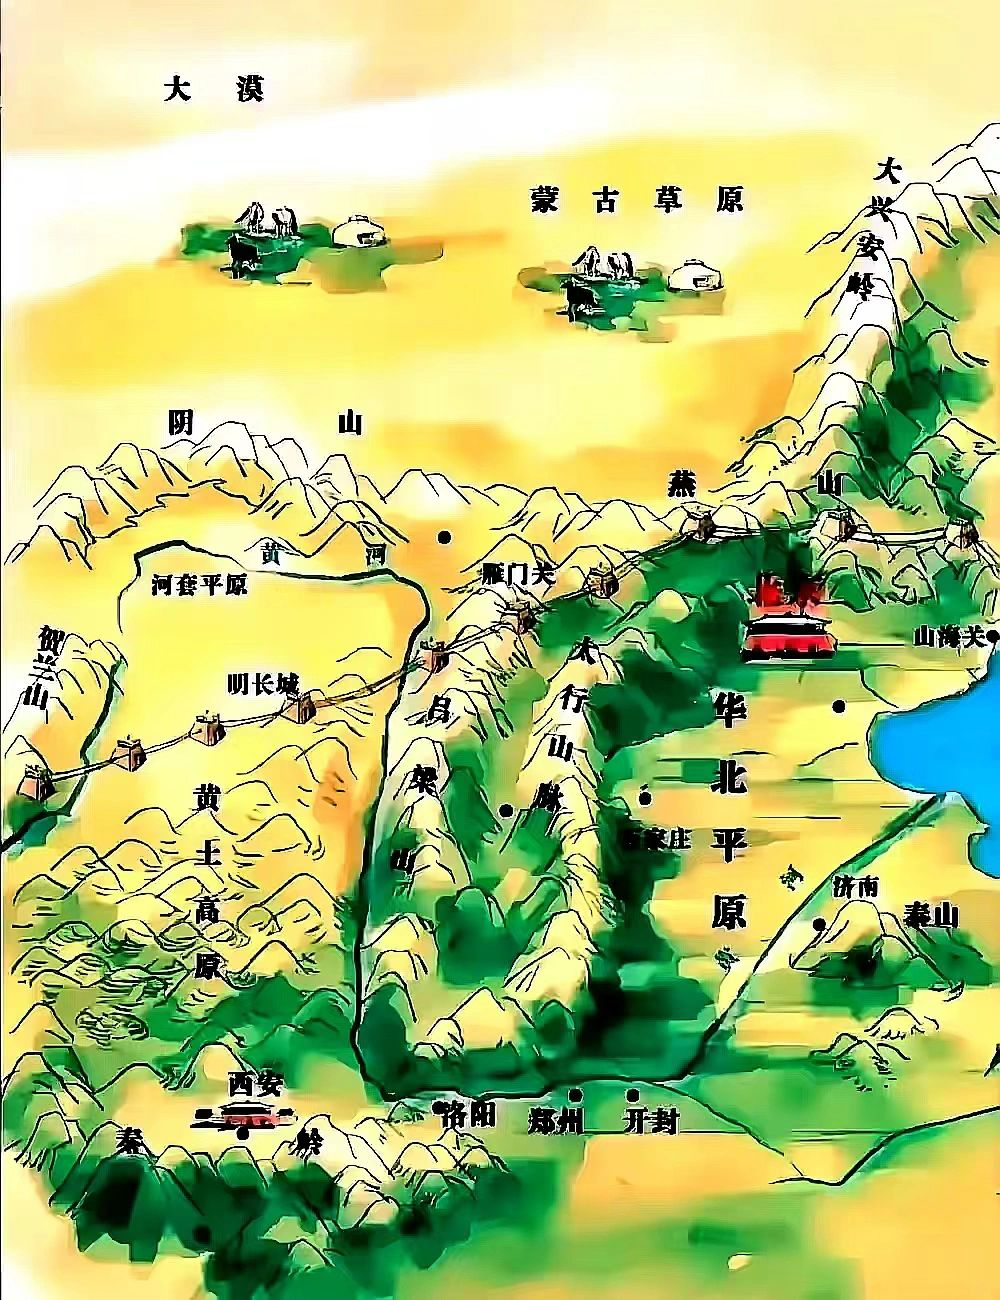 大漠
蒙古草原
大兴安岭
阴山
燕山
黄河
河套平原
雁门关
贺兰山
山海关
明长城
太行山脉
吕梁山
华北平原
黄土高原
石家庄
济南
泰山
黄河
西安
秦岭
洛阳
郑州
开封